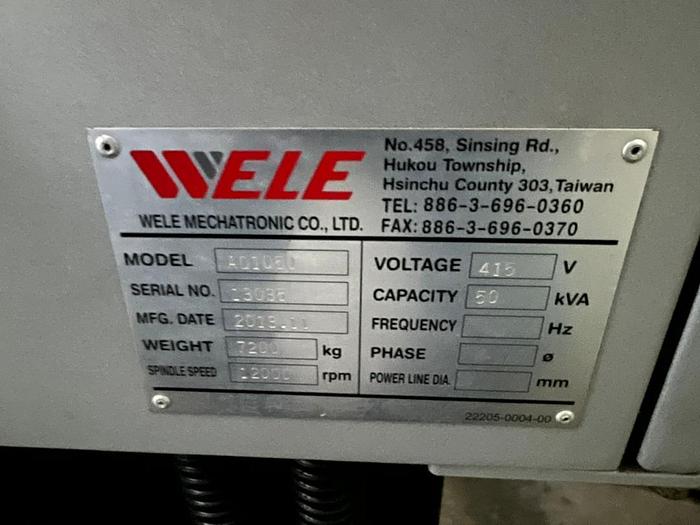 WELE
WELE MECHATRONIC CO., LTD.
No.458, Sinsing Rd.,
Hukou Township,
Hsinchu County 303, Taiwan
TEL: 886-3-696-0360
FAX: 886-3-696-0370
MODEL
SERIAL NO.
MFG. DATE 2013.11
WEIGHT 7200 kg
SPINDLE SPEED 12000 rpm
VOLTAGE 415 V
CAPACITY 50 kVA
FREQUENCY Hz
PHASE ø
POWER LINE DIA. mm
22205-0004-00